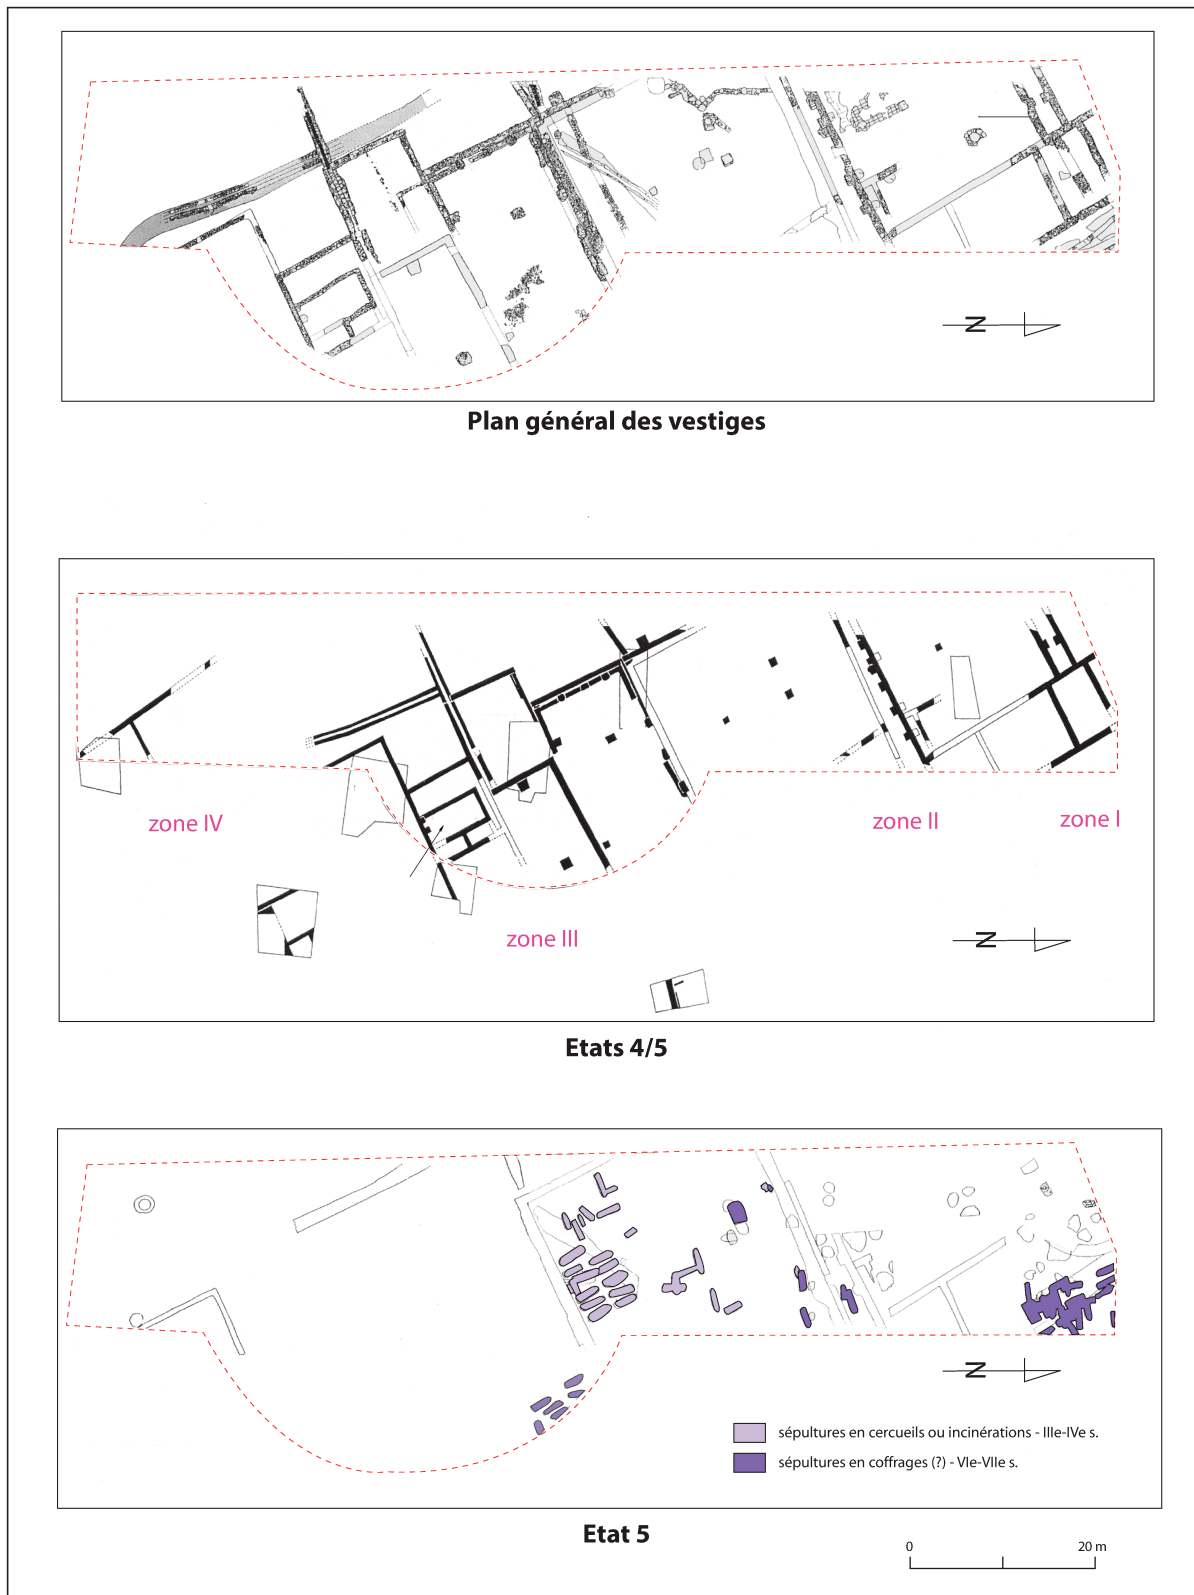 N
Plan général des vestiges
zone IV
zone II
zone I
zone III
N
Etats 4/5
N
sépultures en cercueils ou incinérations - IIIe-IVe s.
sépultures en coffrages (?) - VIe-VIIe s.
Etat 5
0 20 m